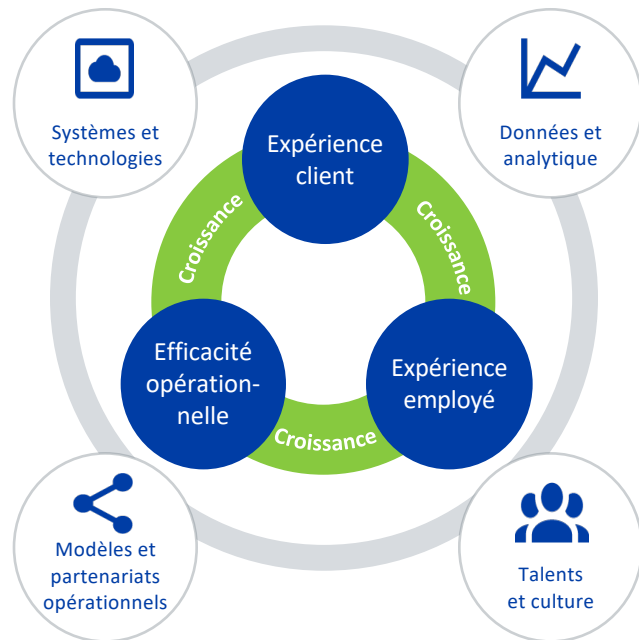 Systèmes et
technologies
Données et
analytique
Expérience
client
Croissance
Croissance
Efficacité
opération-
nelle
Expérience
employé
Croissance
Modèles et
partenariats
opérationnels
Talents
et culture